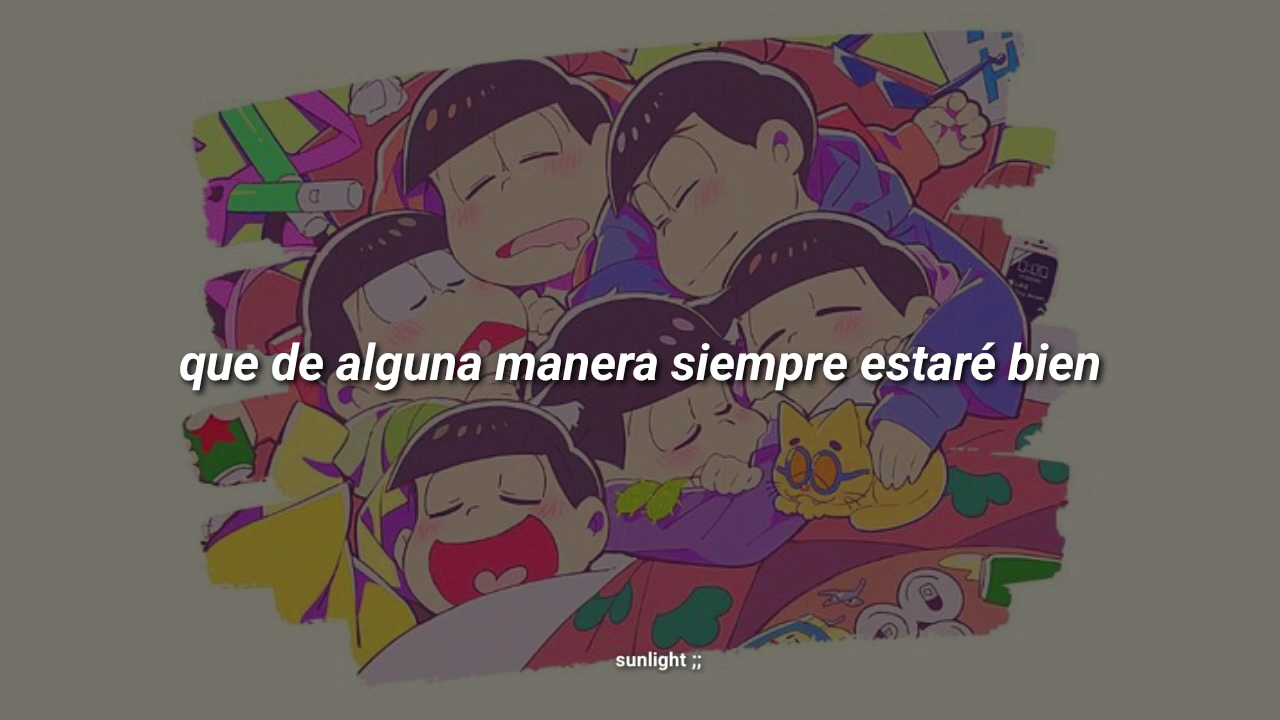 que de alguna manera siempre estaré bien
sunlight ;;